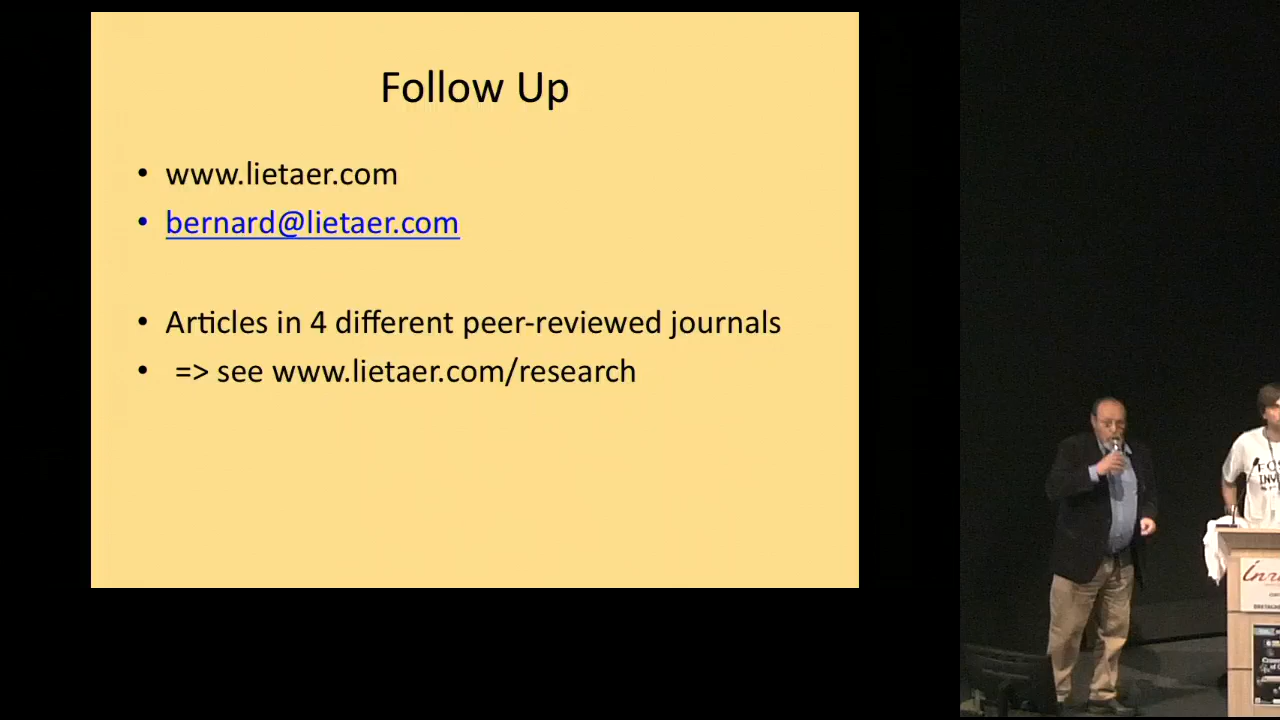 Follow Up
• www.lietaer.com
• bernard@lietaer.com
• Articles in 4 different peer-reviewed journals
• => see www.lietaer.com/research